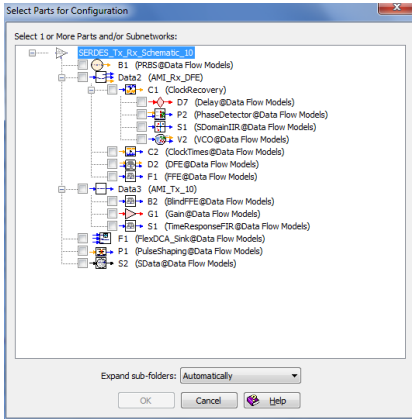 Select Parts for Configuration
Select 1 or More Parts and/or Subnetworks:
SERDES_Tx_Rx_Schematic_10
B1 (PRBS@Data Flow Models)
Data2 (AMI_Rx_DFE)
C1 (ClockRecovery)
D7 (Delay@Data Flow Models)
P2 (PhaseDetector@Data Flow Models)
S1 (SDomainIIR@Data Flow Models)
V2 (VCO@Data Flow Models)
C2 (ClockTimes@Data Flow Models)
D2 (DFE@Data Flow Models)
F1 (FFE@Data Flow Models)
Data3 (AMI_Tx_10)
B2 (BlindFFE@Data Flow Models)
G1 (Gain@Data Flow Models)
S1 (TimeResponseFIR@Data Flow Models)
F1 (FlexDCA_Sink@Data Flow Models)
P1 (PulseShaping@Data Flow Models)
S2 (SData@Data Flow Models)
Expand sub-folders: Automatically
OK Cancel Help